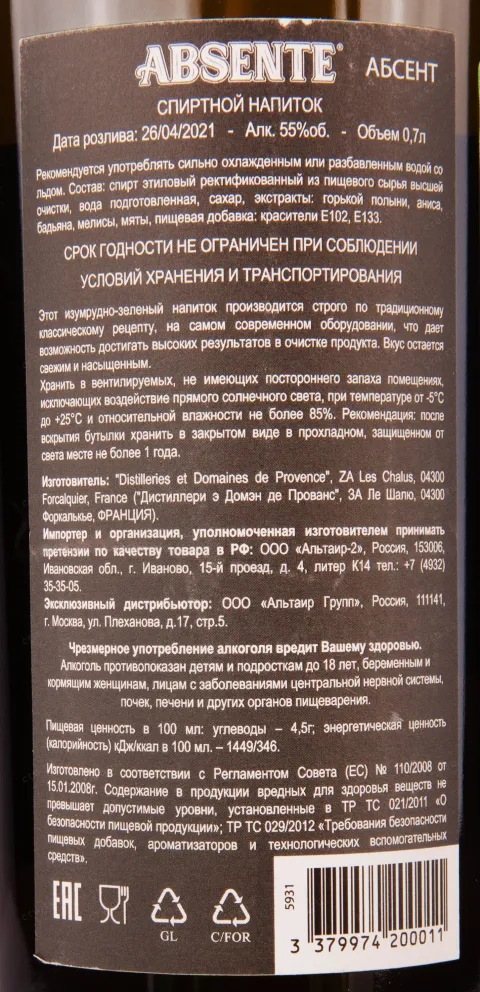 ABSENTE® АБСЕНТ
СПИРТНОЙ НАПИТОК
Дата розлива: 26/04/2021 - Алк. 55%об. - Объем 0,7л
Рекомендуется употреблять сильно охлажденным или разбавленным водой со
льдом. Состав: спирт этиловый ректификованный из пищевого сырья высшей
очистки, вода подготовленная, сахар, экстракты: горькой полыни, аниса,
бадьяна, мелисы, мяты, пищевая добавка: красители Е102, Е133.
СРОК ГОДНОСТИ НЕ ОГРАНИЧЕН ПРИ СОБЛЮДЕНИИ
УСЛОВИЙ ХРАНЕНИЯ И ТРАНСПОРТИРОВАНИЯ
Этот изумрудно-зеленый напиток производится строго по традиционному
классическому рецепту, на самом современном оборудовании, что дает
возможность достигать высоких результатов в очистке продукта. Вкус остается
свежим и насыщенным.
Хранить в вентилируемых, не имеющих постороннего запаха помещениях,
исключающих воздействие прямого солнечного света, при температуре от -5°С
до +25°С и относительной влажности не более 85%. Рекомендация: после
вскрытия бутылки хранить в закрытом виде в прохладном, защищенном от
света месте не более 1 года.
Изготовитель: "Distilleries et Domaines de Provence", ZA Les Chalus, 04300
Forcalquier, France ("Дистиллери э Домэн де Прованс", ЗА Ле Шалю, 04300
Форкалькье, ФРАНЦИЯ).
Импортер и организация, уполномоченная изготовителем принимать
претензии по качеству товара в РФ: ООО «Альтаир-2», Россия, 153006,
Ивановская обл., г. Иваново, 15-й проезд, д. 4, литер К14 тел.: +7 (4932)
35-35-05.
Эксклюзивный дистрибьютор: ООО «Альтаир Групп», Россия, 111141,
г. Москва, ул. Плеханова, д.17, стр.5.
Чрезмерное употребление алкоголя вредит Вашему здоровью.
Алкоголь противопоказан детям и подросткам до 18 лет, беременным и
кормящим женщинам, лицам с заболеваниями центральной нервной системы,
почек, печени и других органов пищеварения.
Пищевая ценность в 100 мл: углеводы – 4,5г; энергетическая ценность
(калорийность) кДж/ккал в 100 мл. – 1449/346.
Изготовлено в соответствии с Регламентом Совета (ЕС) № 110/2008 от
15.01.2008г. Содержание в продукции вредных для здоровья веществ не
превышает допустимые уровни, установленные в ТР ТС 021/2011 «О
безопасности пищевой продукции»; ТР ТС 029/2012 «Требования безопасности
пищевых добавок, ароматизаторов и технологических вспомогательных
средств».
EAC
GL C/FOR
5931
3 379974 200011